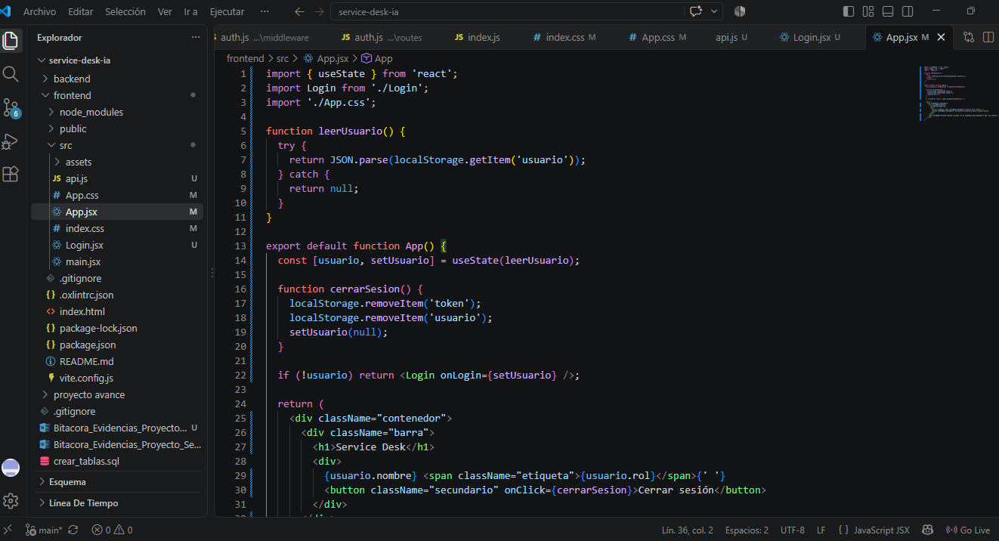 Archivo Editar Selección Ver Ir a Ejecutar ··· service-desk-ia
Explorador ···
service-desk-ia
backend
frontend
node_modules
public
src
assets
JS api.js U
# App.css M
App.jsx M
# index.css M
Login.jsx U
main.jsx
.gitignore
{} .oxlintrc.json
<> index.html
{} package-lock.json
{} package.json
README.md
vite.config.js
proyecto avance
.gitignore
Bitacora_Evidencias_Proyecto... U
Bitacora_Evidencias_Proyecto_Se...
crear_tablas.sql
Esquema
Línea De Tiempo
6
auth.js ...\middleware JS auth.js ...\routes JS index.js # index.css M # App.css M api.js U Login.jsx U App.jsx M
frontend > src > App.jsx > App
1 import { useState } from 'react';
2 import Login from './Login';
3 import './App.css';
4
5 function leerUsuario() {
6 try {
7 return JSON.parse(localStorage.getItem('usuario'));
8 } catch {
9 return null;
10 }
11 }
12
13 export default function App() {
14 const [usuario, setUsuario] = useState(leerUsuario);
15
16 function cerrarSesion() {
17 localStorage.removeItem('token');
18 localStorage.removeItem('usuario');
19 setUsuario(null);
20 }
21
22 if (!usuario) return <Login onLogin={setUsuario} />;
23
24 return (
25 <div className="contenedor">
26 <div className="barra">
27 <h1>Service Desk</h1>
28 <div>
29 {usuario.nombre} <span className="etiqueta">{usuario.rol}</span>{' '}
30 <button className="secundario" onClick={cerrarSesion}>Cerrar sesión</button>
31 </div>
main* 0 0 Lín. 36, col. 2 Espacios: 2 UTF-8 LF {} JavaScript JSX Go Live